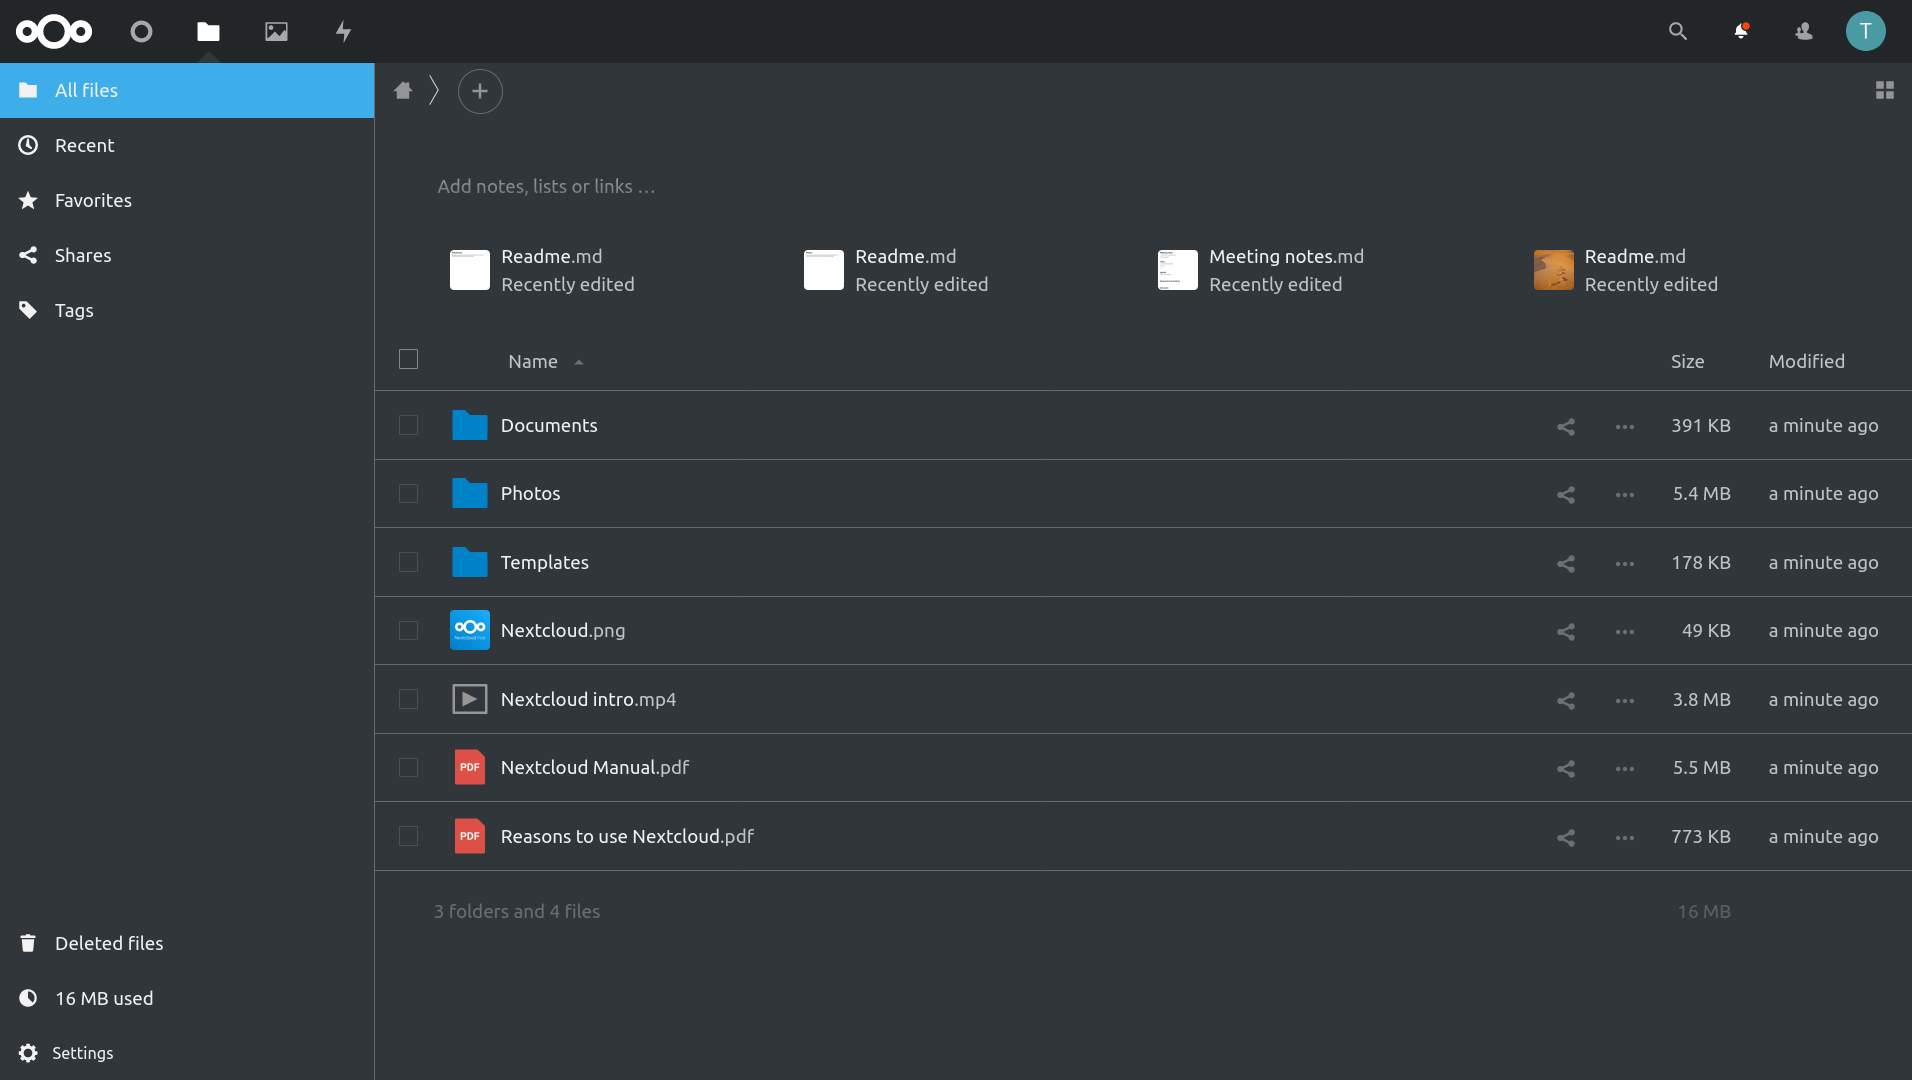 T
All files
Recent
Favorites
Shares
Tags
Add notes, lists or links ...
Readme.md
Recently edited
Readme.md
Recently edited
Meeting notes.md
Recently edited
Readme.md
Recently edited
Name Size Modified
Documents 391 KB a minute ago
Photos 5.4 MB a minute ago
Templates 178 KB a minute ago
Nextcloud.png 49 KB a minute ago
Nextcloud intro.mp4 3.8 MB a minute ago
PDF Nextcloud Manual.pdf 5.5 MB a minute ago
PDF Reasons to use Nextcloud.pdf 773 KB a minute ago
3 folders and 4 files 16 MB
Deleted files
16 MB used
Settings